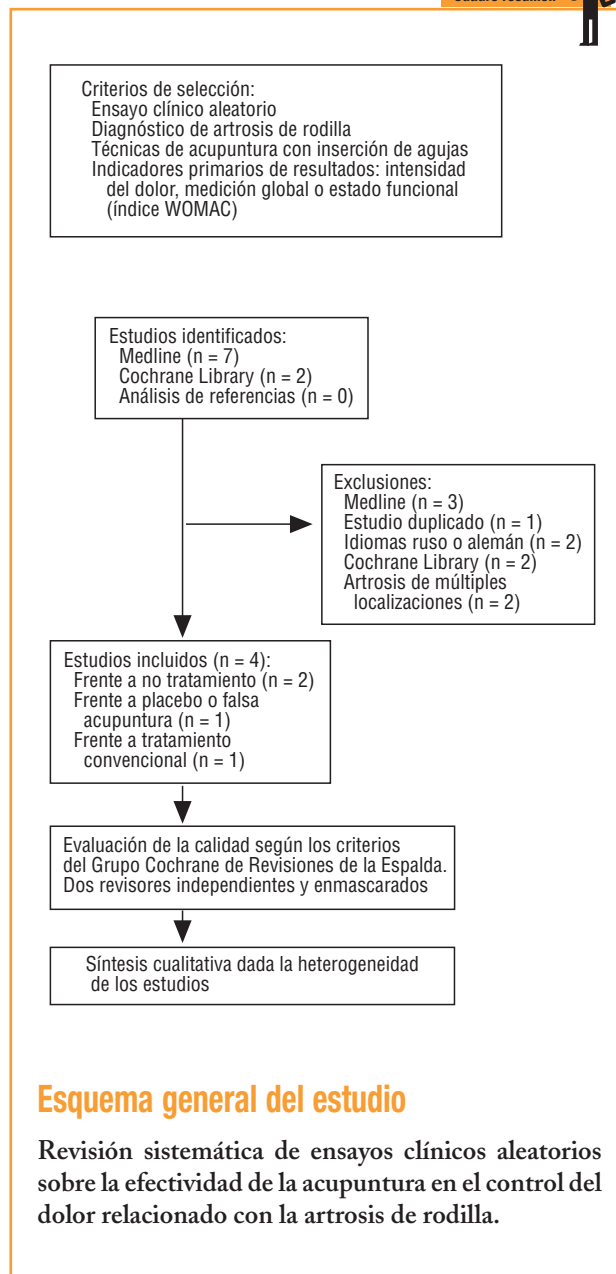 Criterios de selección:
Ensayo clínico aleatorio
Diagnóstico de artrosis de rodilla
Técnicas de acupuntura con inserción de agujas
Indicadores primarios de resultados: intensidad
del dolor, medición global o estado funcional
(índice WOMAC)
Estudios identificados:
Medline (n = 7)
Cochrane Library (n = 2)
Análisis de referencias (n = 0)
Exclusiones:
Medline (n = 3)
Estudio duplicado (n = 1)
Idiomas ruso o alemán (n = 2)
Cochrane Library (n = 2)
Artrosis de múltiples
localizaciones (n = 2)
Estudios incluidos (n = 4):
Frente a no tratamiento (n = 2)
Frente a placebo o falsa
acupuntura (n = 1)
Frente a tratamiento
convencional (n = 1)
Evaluación de la calidad según los criterios
del Grupo Cochrane de Revisiones de la Espalda.
Dos revisores independientes y enmascarados
Síntesis cualitativa dada la heterogeneidad
de los estudios
Esquema general del estudio
Revisión sistemática de ensayos clínicos aleatorios
sobre la efectividad de la acupuntura en el control del
dolor relacionado con la artrosis de rodilla.